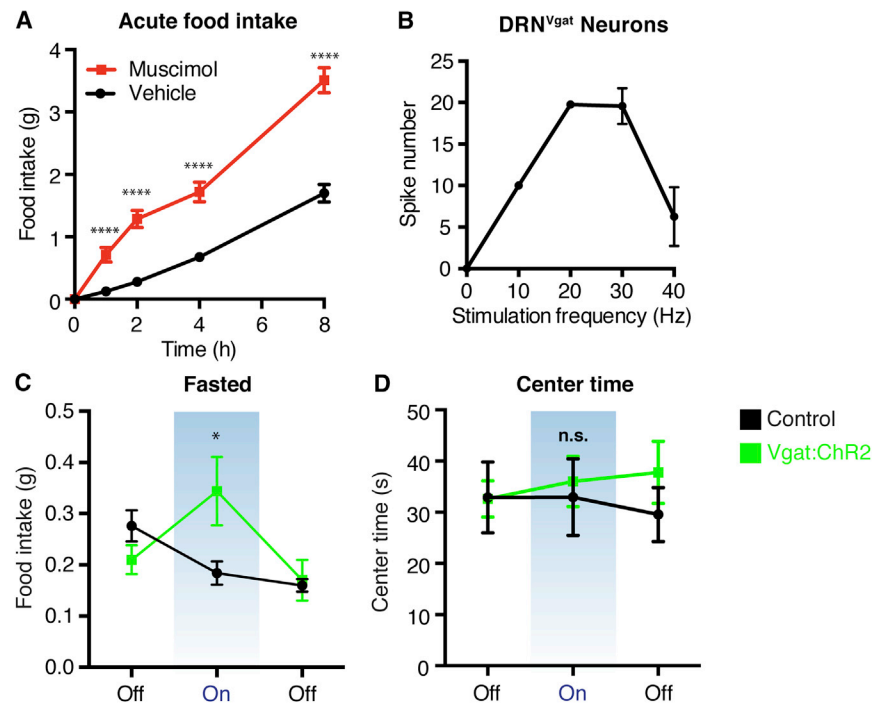 A Acute food intake
Muscimol
Vehicle
****
****
****
****
Food intake (g)
4
3
2
1
0
0 2 4 6 8
Time (h)
B DRNVgat Neurons
Spike number
25
20
15
10
5
0
0 10 20 30 40
Stimulation frequency (Hz)
C Fasted
*
Food intake (g)
0.5
0.4
0.3
0.2
0.1
0.0
Off On Off
D Center time
n.s.
Center time (s)
50
40
30
20
10
0
Off On Off
Control
Vgat:ChR2